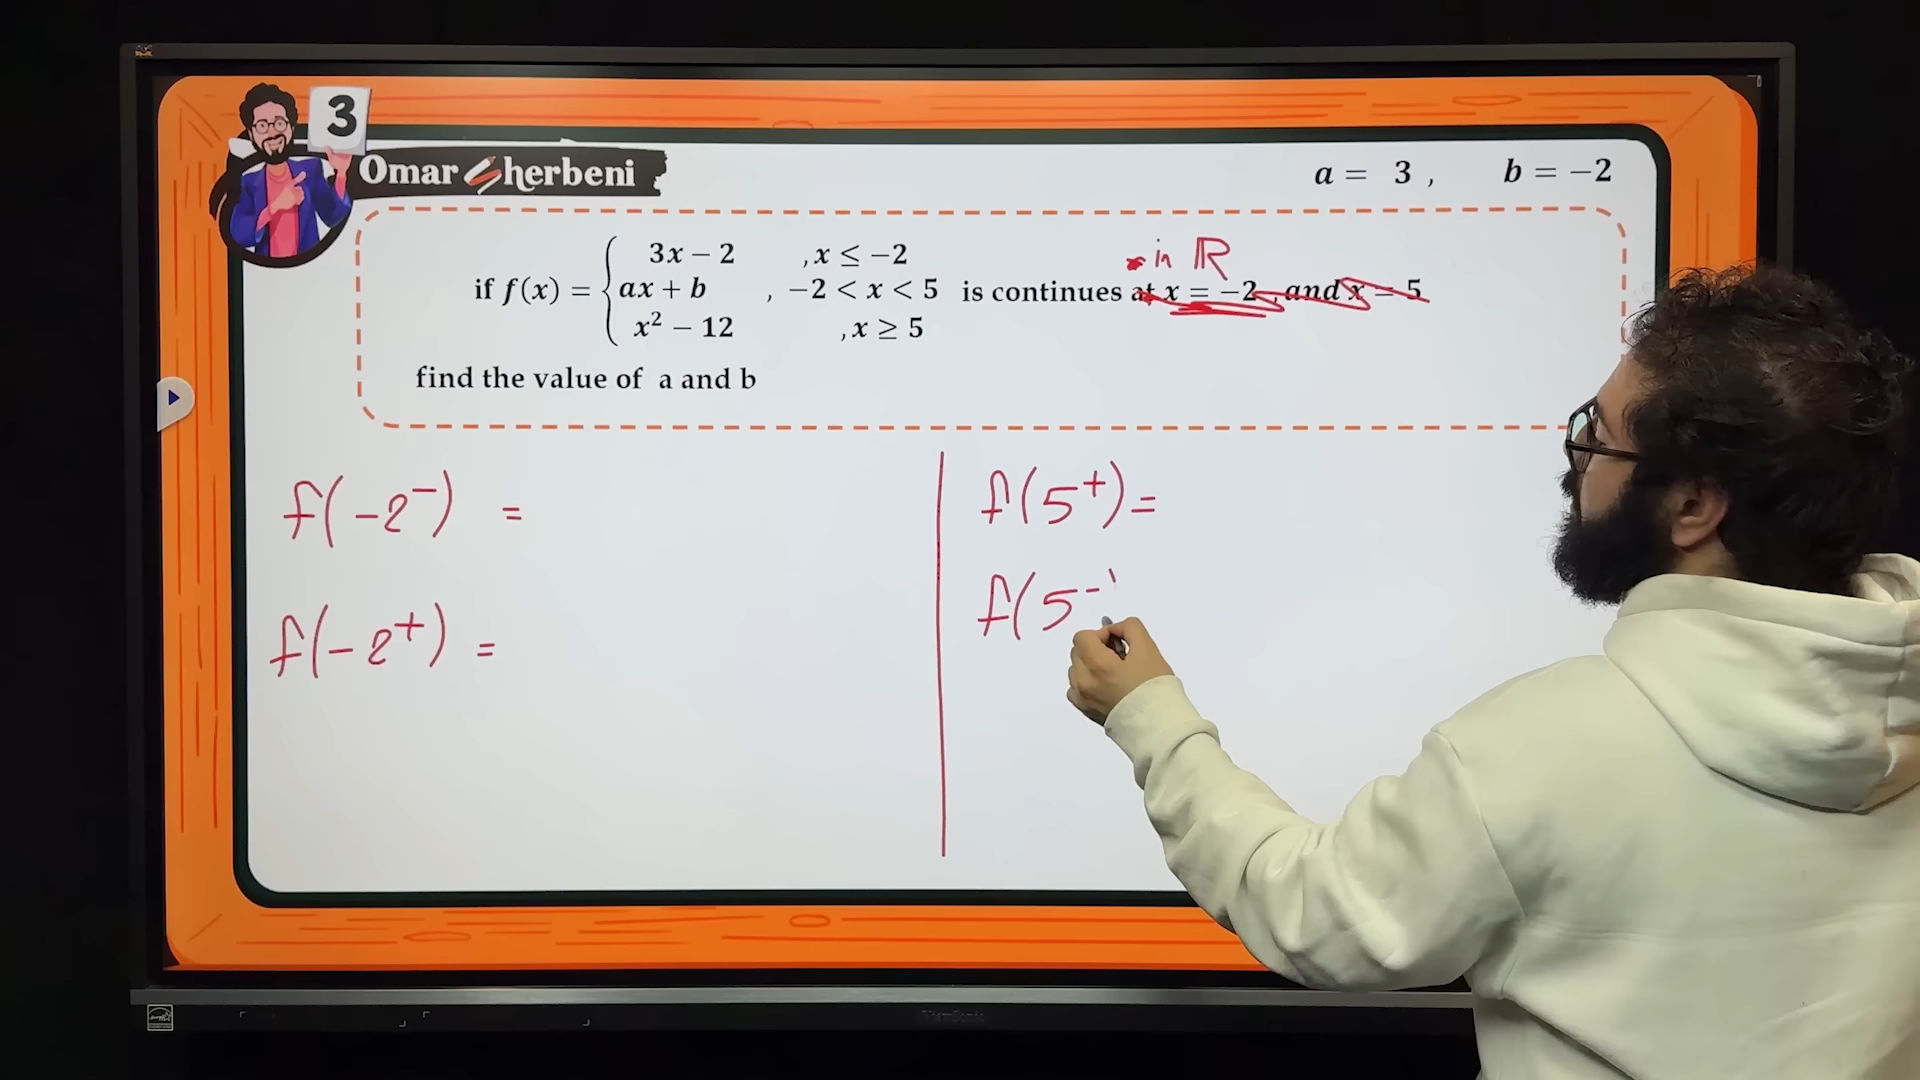 3
Omar Sherbeni
a = 3 , b = −2
in ℝ
if f(x) = { 3x − 2 , x ≤ −2
ax + b , −2 < x < 5 is continues at x = −2 , and x = 5
x² − 12 , x ≥ 5
find the value of a and b
f(-2⁻) =
f(-2⁺) =
f(5⁺) =
f(5⁻)